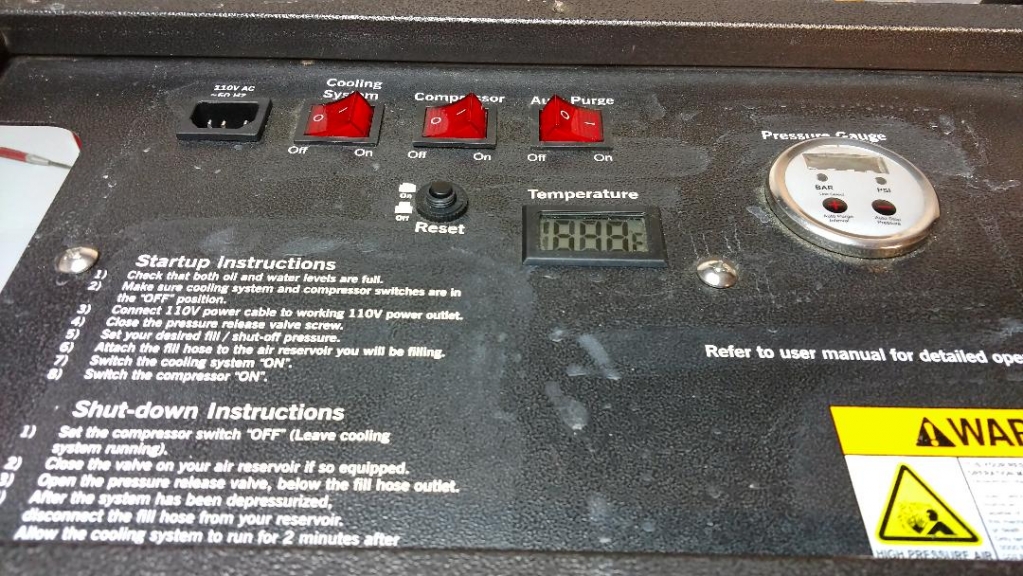 110V AC
~60 HZ
Cooling
System
Compressor
Auto Purge
O I
O I
O I
Off On
Off On
Off On
Pressure Gauge
On
Off
Reset
Temperature
BAR PSI
Auto Purge
Interval
Auto Stop
Pressure
Startup Instructions
1) Check that both oil and water levels are full.
2) Make sure cooling system and compressor switches are in
the "OFF" position.
3) Connect 110V power cable to working 110V power outlet.
4) Close the pressure release valve screw.
5) Set your desired fill / shut-off pressure.
6) Attach the fill hose to the air reservoir you will be filling.
7) Switch the cooling system "ON".
8) Switch the compressor "ON".
Refer to user manual for detailed ope
Shut-down Instructions
1) Set the compressor switch "OFF" (Leave cooling
system running).
2) Close the valve on your air reservoir if so equipped.
3) Open the pressure release valve, below the fill hose outlet.
) After the system has been depressurized,
disconnect the fill hose from your reservoir.
Allow the cooling system to run for 2 minutes after
WAR
HIGH PRESSURE AIR